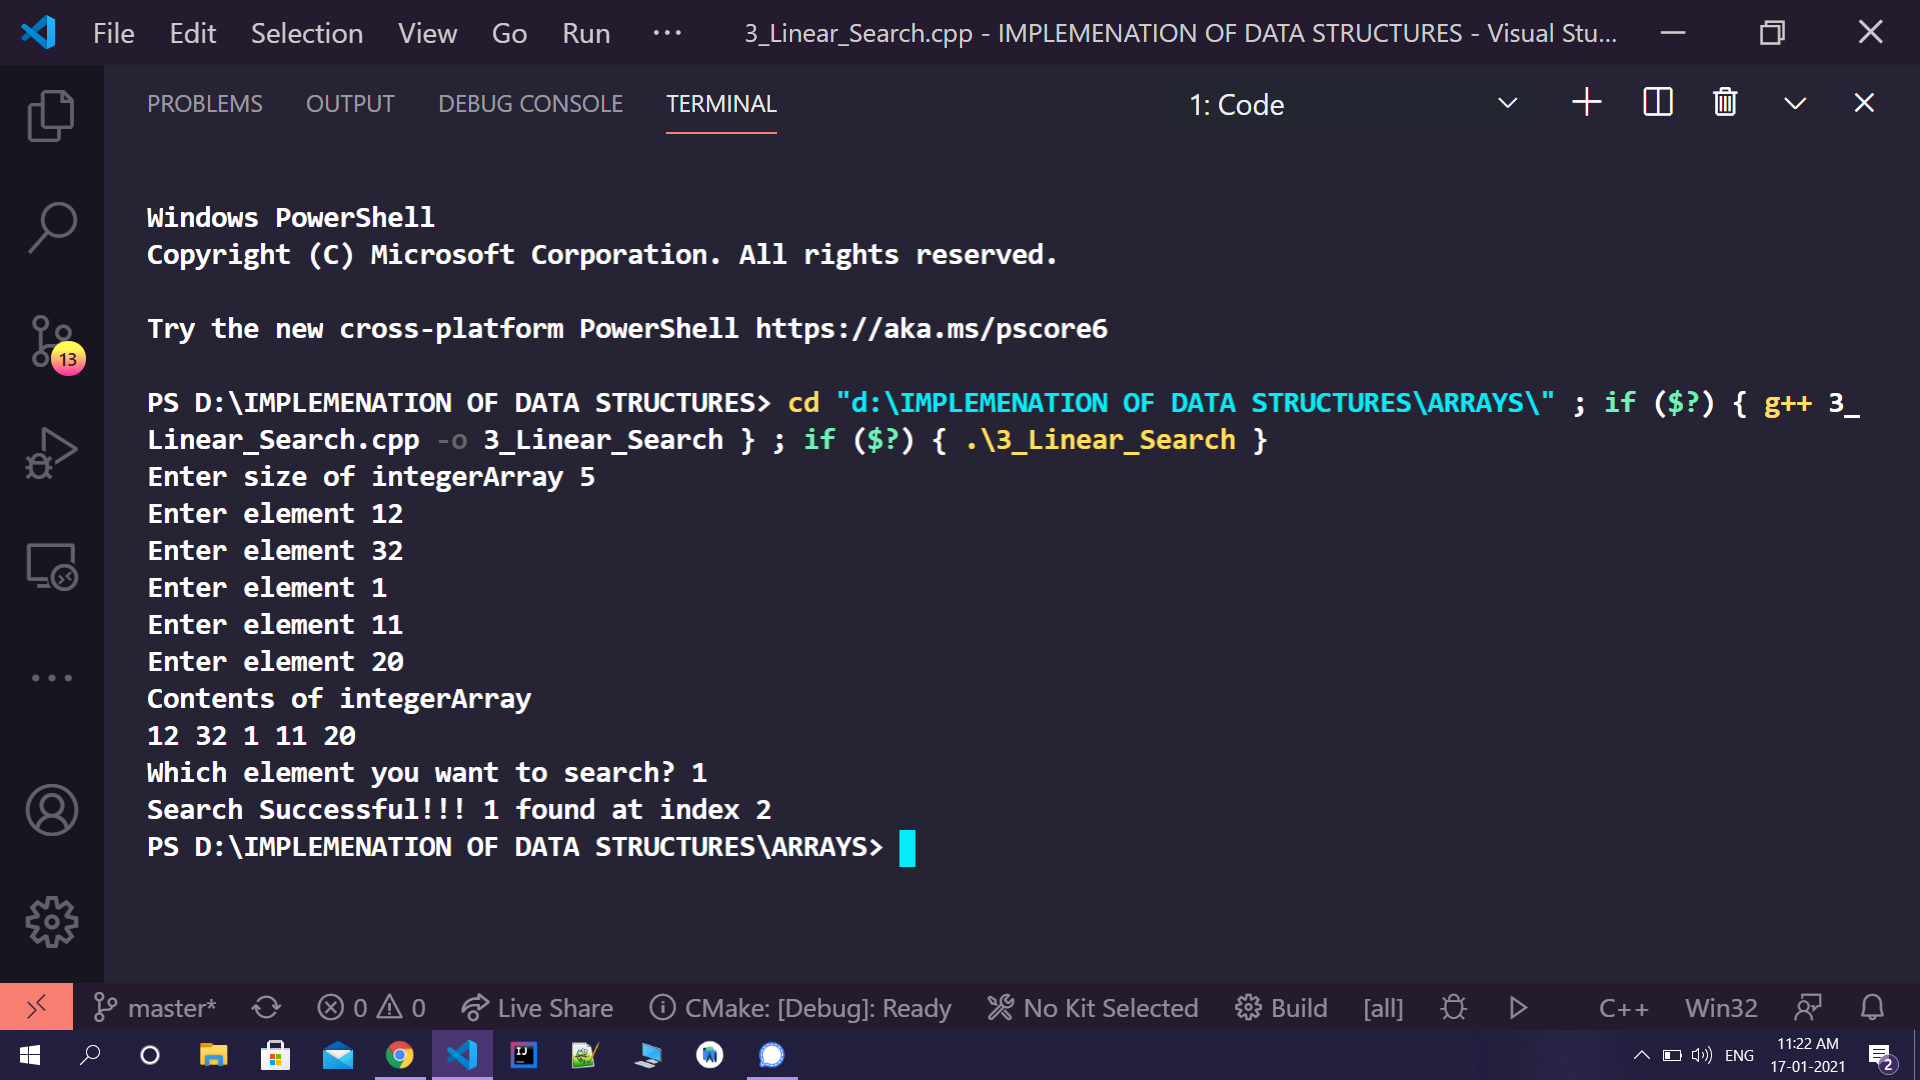 File Edit Selection View Go Run ··· 3_Linear_Search.cpp - IMPLEMENATION OF DATA STRUCTURES - Visual Stu...
PROBLEMS OUTPUT DEBUG CONSOLE TERMINAL 1: Code
Windows PowerShell
Copyright (C) Microsoft Corporation. All rights reserved.
Try the new cross-platform PowerShell https://aka.ms/pscore6
13
PS D:\IMPLEMENATION OF DATA STRUCTURES> cd "d:\IMPLEMENATION OF DATA STRUCTURES\ARRAYS\" ; if ($?) { g++ 3_
Linear_Search.cpp -o 3_Linear_Search } ; if ($?) { .\3_Linear_Search }
Enter size of integerArray 5
Enter element 12
Enter element 32
Enter element 1
Enter element 11
Enter element 20
Contents of integerArray
12 32 1 11 20
Which element you want to search? 1
Search Successful!!! 1 found at index 2
PS D:\IMPLEMENATION OF DATA STRUCTURES\ARRAYS>
master* 0 0 Live Share CMake: [Debug]: Ready No Kit Selected Build [all] C++ Win32
IJ ENG 11:22 AM
17-01-2021 2